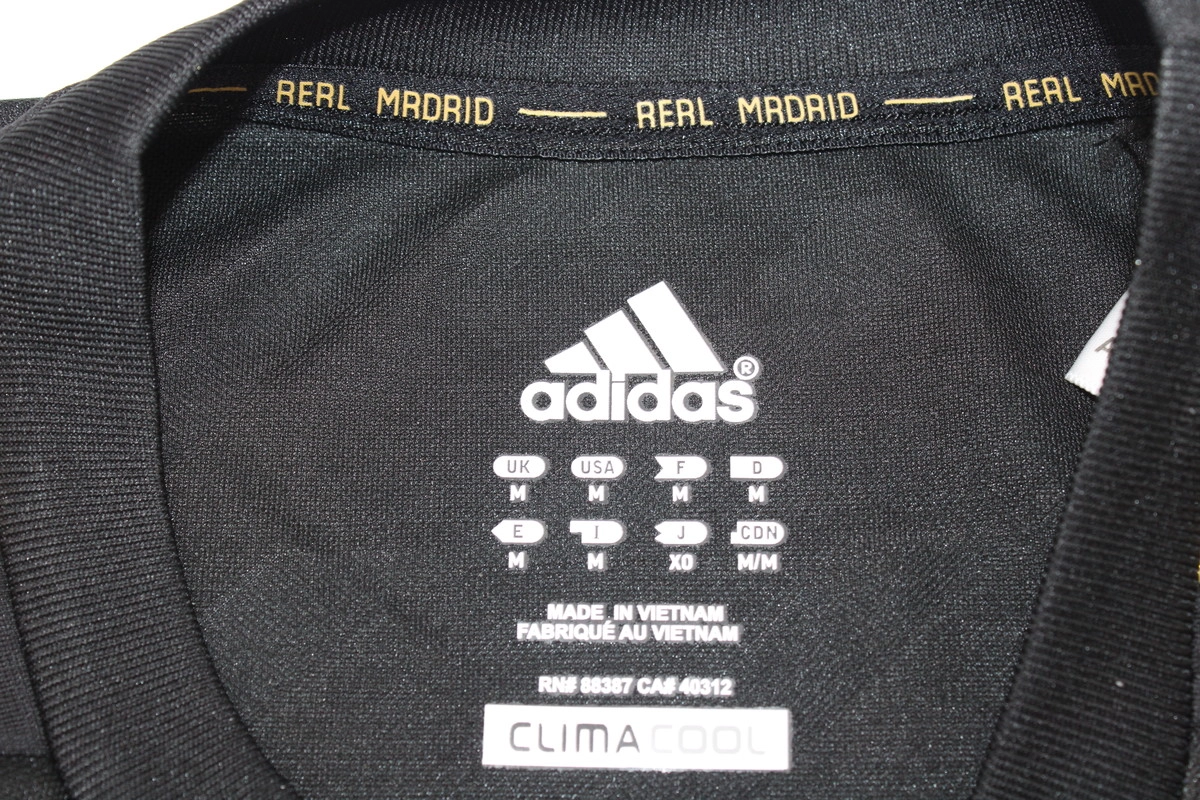 REAL MADRID REAL MADRID REAL MAD
adidas®
UK USA F D
M M M M
E I J CDN
M M XO M/M
MADE IN VIETNAM
FABRIQUÉ AU VIETNAM
RN# 88387 CA# 40312
CLIMACOOL